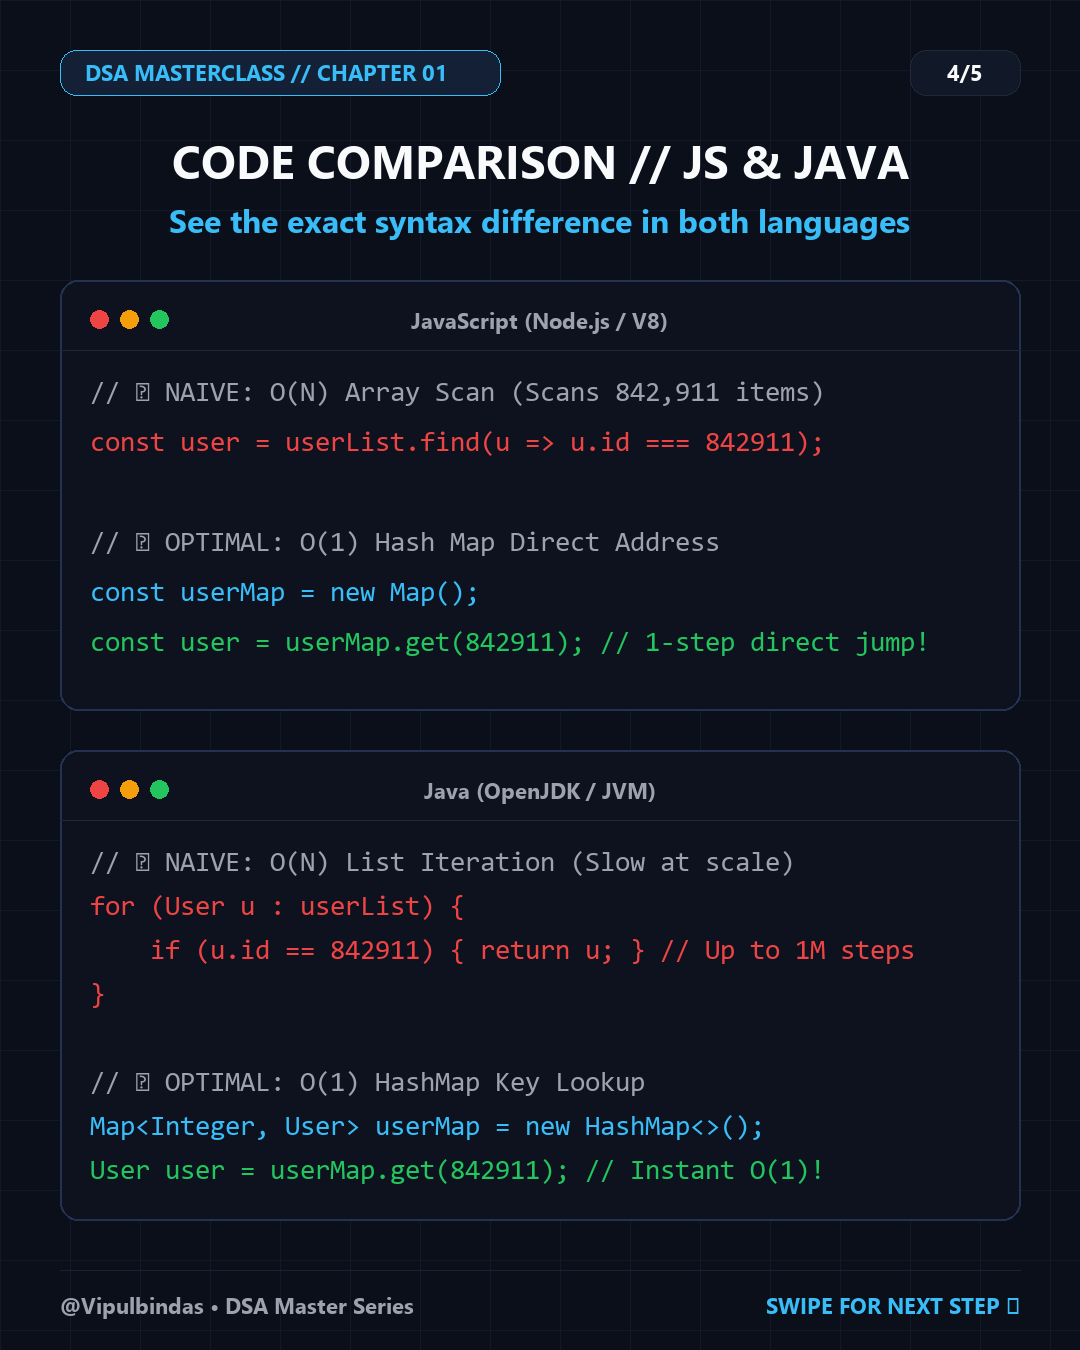 DSA MASTERCLASS // CHAPTER 01
4/5
CODE COMPARISON // JS & JAVA
See the exact syntax difference in both languages
JavaScript (Node.js / V8)
// NAIVE: O(N) Array Scan (Scans 842,911 items)
const user = userList.find(u => u.id === 842911);
// OPTIMAL: O(1) Hash Map Direct Address
const userMap = new Map();
const user = userMap.get(842911); // 1-step direct jump!
Java (OpenJDK / JVM)
// NAIVE: O(N) List Iteration (Slow at scale)
for (User u : userList) {
    if (u.id == 842911) { return u; } // Up to 1M steps
}
// OPTIMAL: O(1) HashMap Key Lookup
Map<Integer, User> userMap = new HashMap<>();
User user = userMap.get(842911); // Instant O(1)!
@Vipulbindas • DSA Master Series
SWIPE FOR NEXT STEP